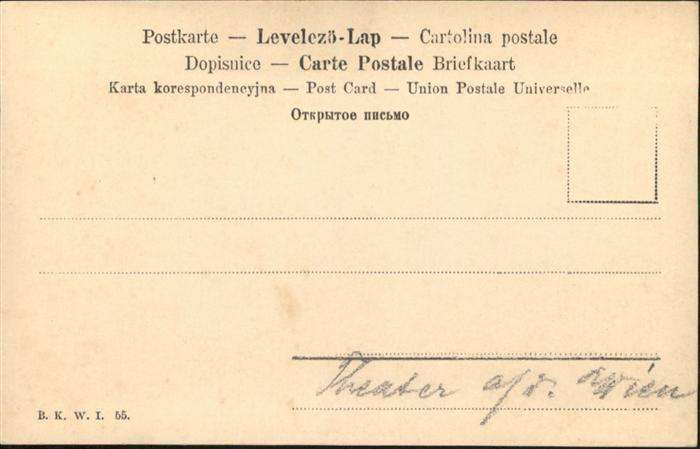 Postkarte — Levelező-Lap — Cartolina postale
Dopisnice — Carte Postale Briefkaart
Karta korespondencyjna — Post Card — Union Postale Universelle
Открытое письмо
Theater a/d. Wien
B. K. W. I. 55.